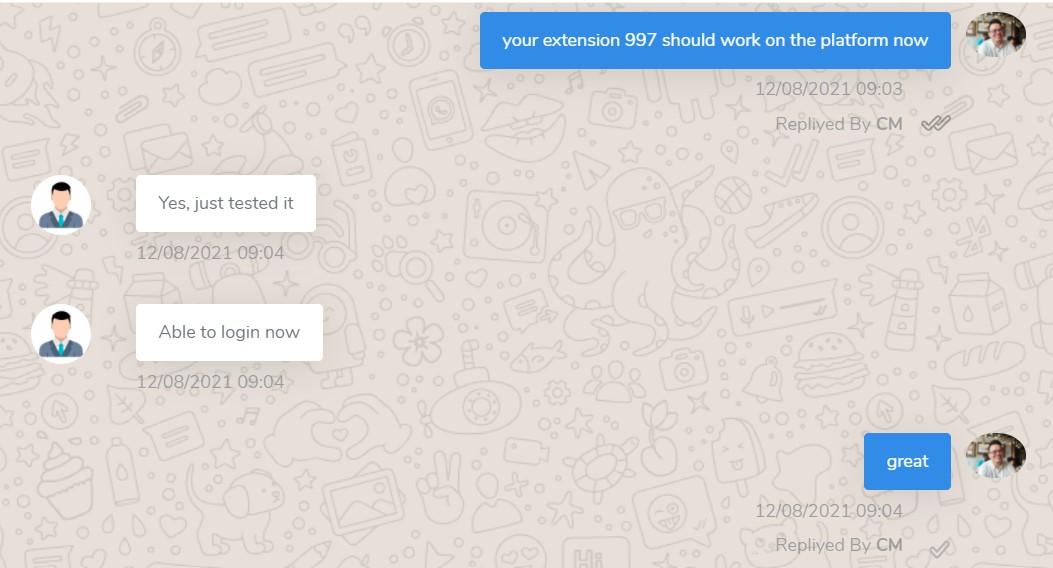 your extension 997 should work on the platform now
12/08/2021 09:03
Repliyed By CM
Yes, just tested it
12/08/2021 09:04
Able to login now
12/08/2021 09:04
great
12/08/2021 09:04
Repliyed By CM
Hi